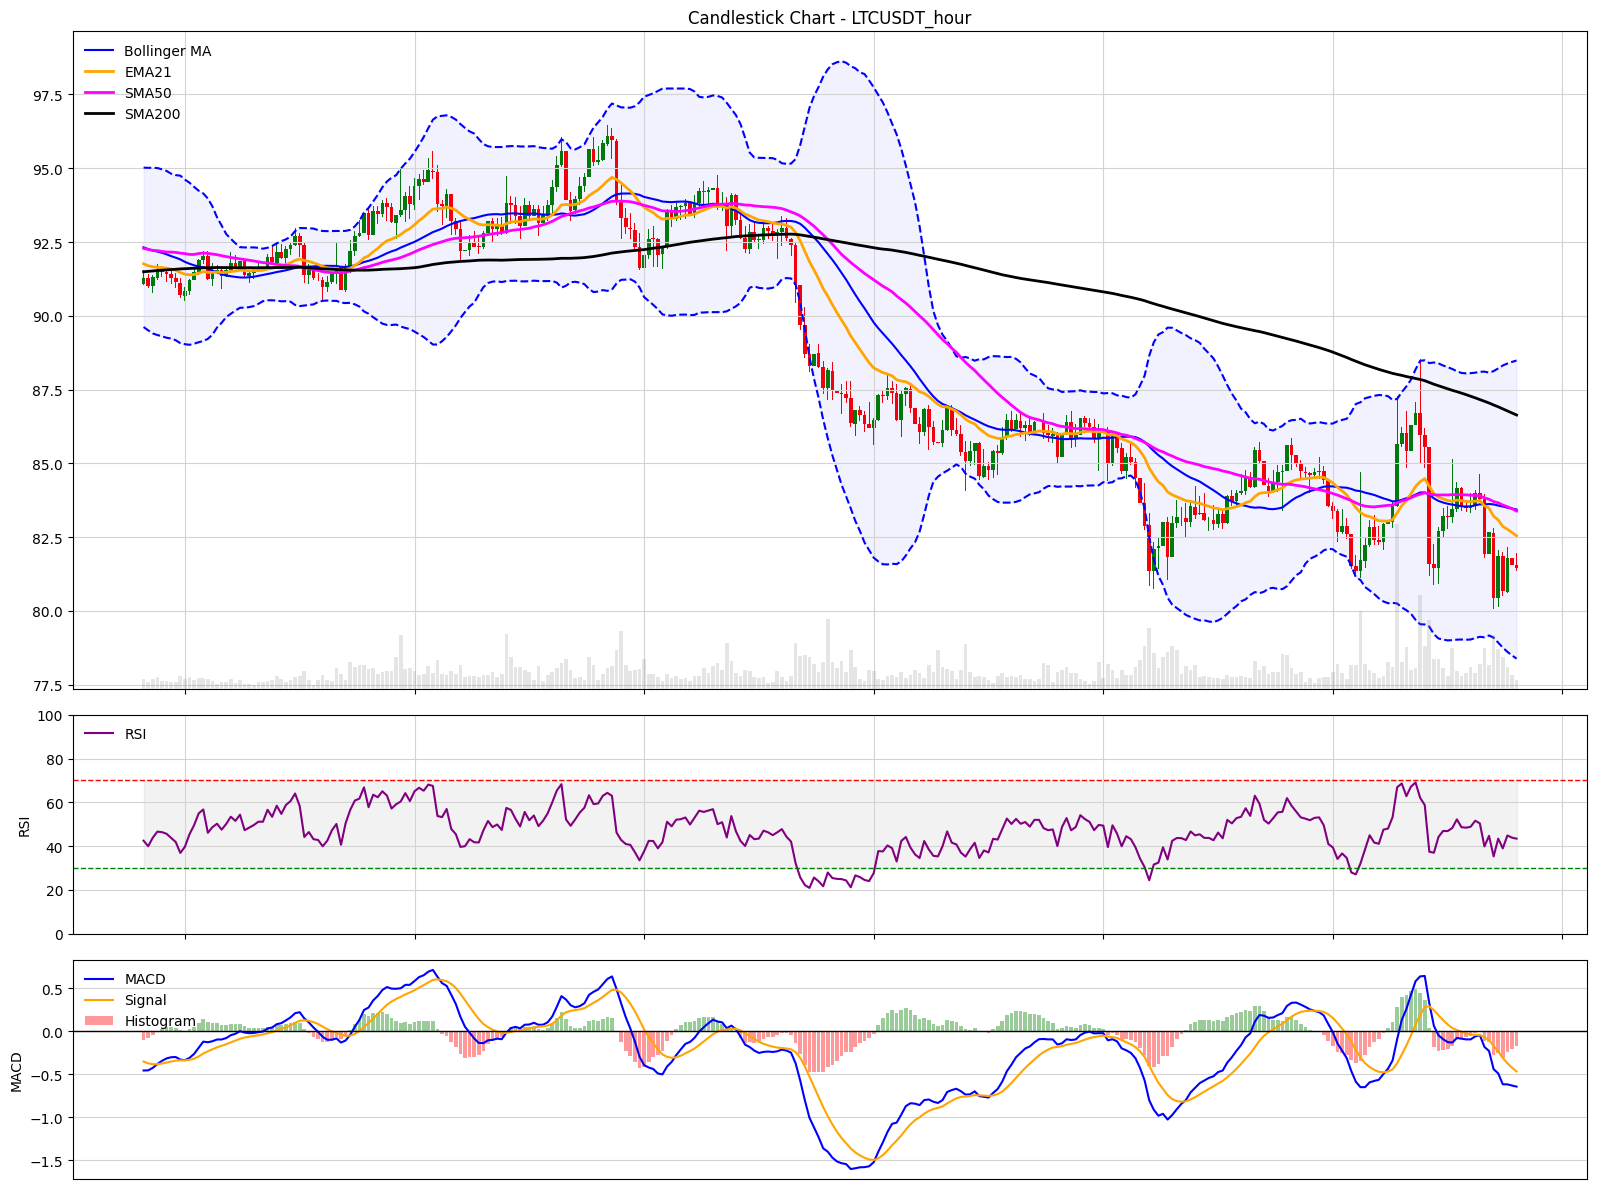 Candlestick Chart - LTCUSDT_hour
Bollinger MA
EMA21
SMA50
SMA200
97.5
95.0
92.5
90.0
87.5
85.0
82.5
80.0
77.5
RSI
100
80
60
40
20
0
RSI
MACD
Signal
Histogram
0.5
0.0
−0.5
−1.0
−1.5
MACD